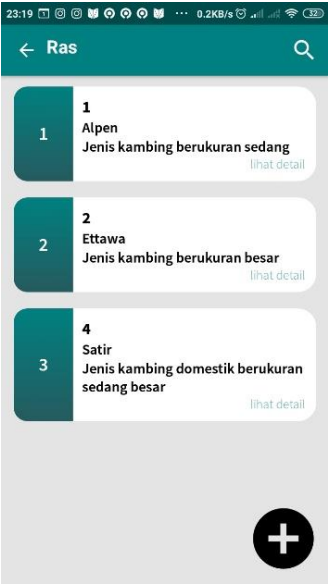 23:19 ... 0.2KB/s 32
Ras
1
1
Alpen
Jenis kambing berukuran sedang
lihat detail
2
2
Ettawa
Jenis kambing berukuran besar
lihat detail
3
4
Satir
Jenis kambing domestik berukuran
sedang besar
lihat detail